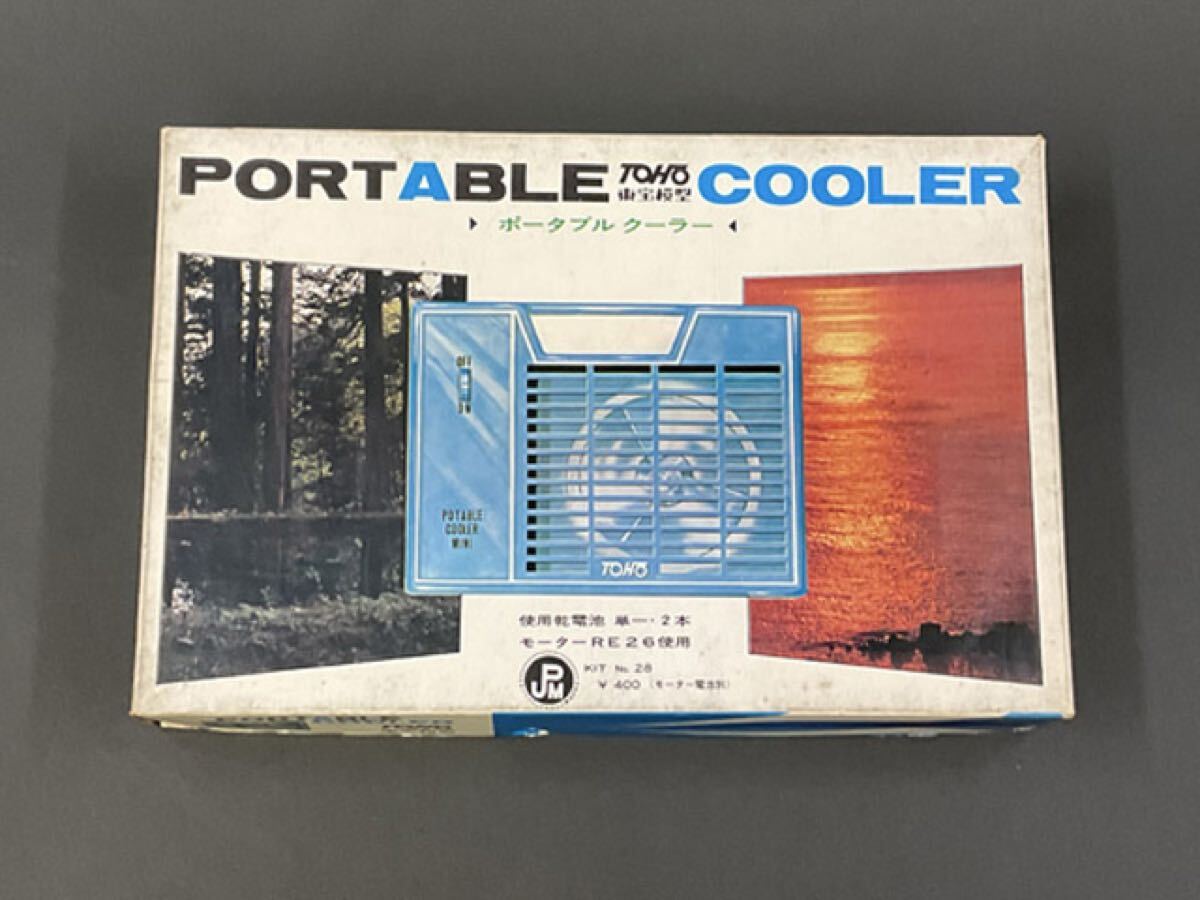 PORTABLE TOHO COOLER
東宝模型
ポータブル クーラー
OFF
ON
POTABLE
COOLER
MINI
TOHO
使用乾電池 単一・2本
モーターRE26使用
JPM
KIT No. 28
¥ 400 (モーター電池別)